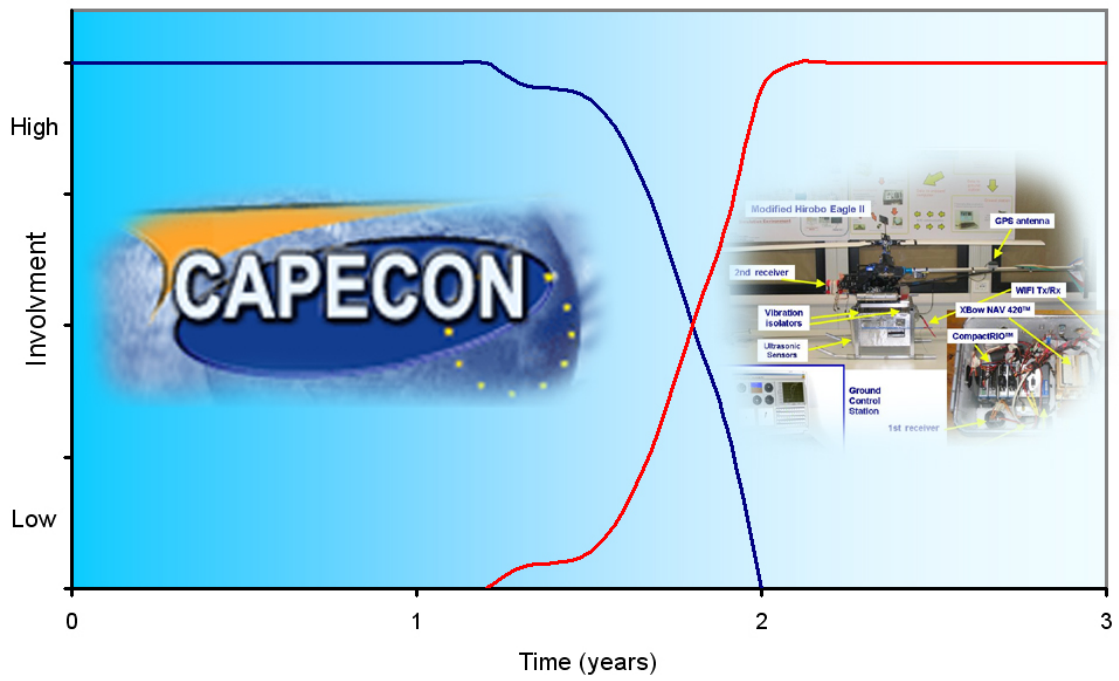 High
Involvment
Low
CAPECON
Modified Hirobo Eagle II
GPS antenna
2nd receiver
WIFI Tx/Rx
Vibration
isolators
XBow NAV 420™
Ultrasonic
Sensors
CompactRIO™
Ground
Control
Station
1st receiver
0
1
2
3
Time (years)